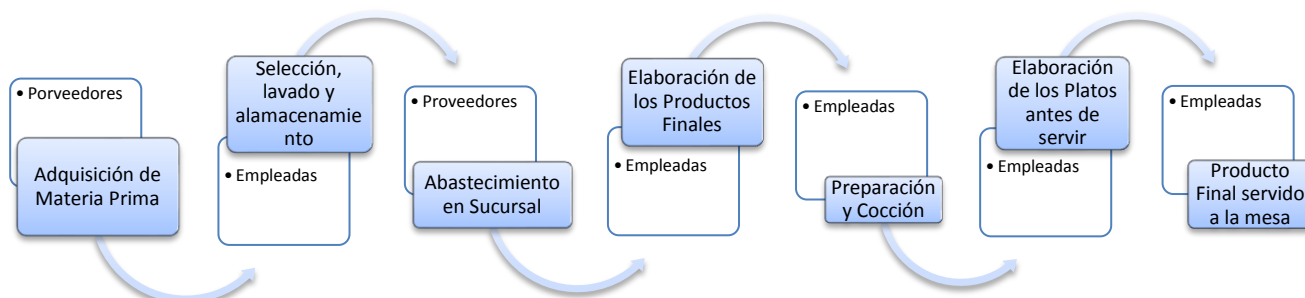 • Porveedores
Adquisición de
Materia Prima
Selección,
lavado y
alamacenamie
nto
• Empleadas
• Proveedores
Abastecimiento
en Sucursal
Elaboración de
los Productos
Finales
• Empleadas
• Empleadas
Preparación
y Cocción
Elaboración
de los Platos
antes de
servir
• Empleadas
• Empleadas
Producto
Final servido
a la mesa